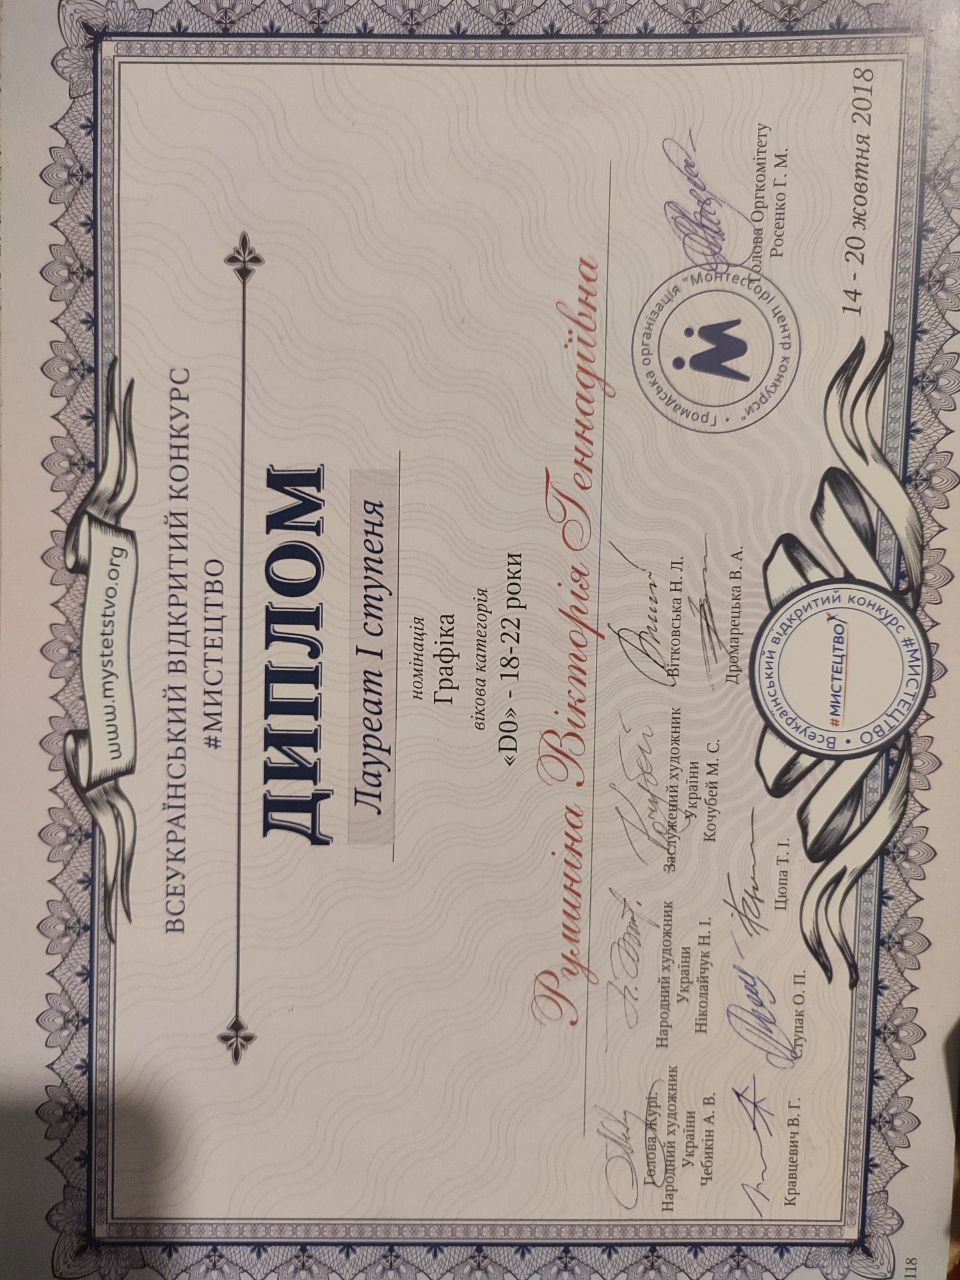 www.mystetstvo.org
ВСЕУКРАЇНСЬКИЙ ВІДКРИТИЙ КОНКУРС
#МИСТЕЦТВО
ДИПЛОМ
Лауреат І ступеня
номінація
Графіка
вікова категорія
«D0» - 18-22 роки
Руминіна Вікторія Геннадіївна
Голова Журі.
Народний художник
України
Чебикін А. В.
Народний художник
України
Ніколайчук Н. І.
Заслужений художник
України
Кочубей М. С.
Вітковська Н. Л.
Громадська організація "Монтессорі центр конкурси"
Голова Оргкомітету
Росенко Г. М.
Кравцевич В. Г.
Ступак О. П.
Цюпа Т. І.
Дромарецька В. А.
Всеукраїнський відкритий конкурс #МИСТЕЦТВО
#МИСТЕЦТВО
14 - 20 жовтня 2018
118